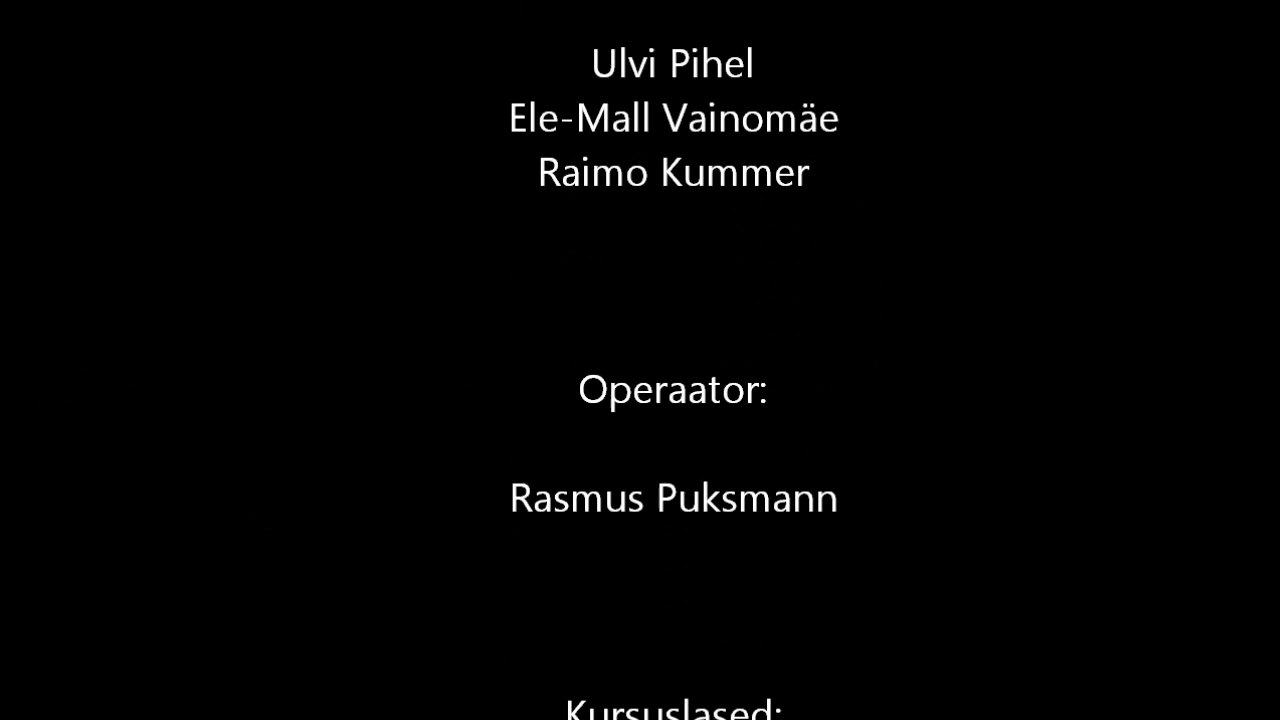 Ulvi Pihel
Ele-Mall Vainomäe
Raimo Kummer
Operaator:
Rasmus Puksmann
Kursuslased: